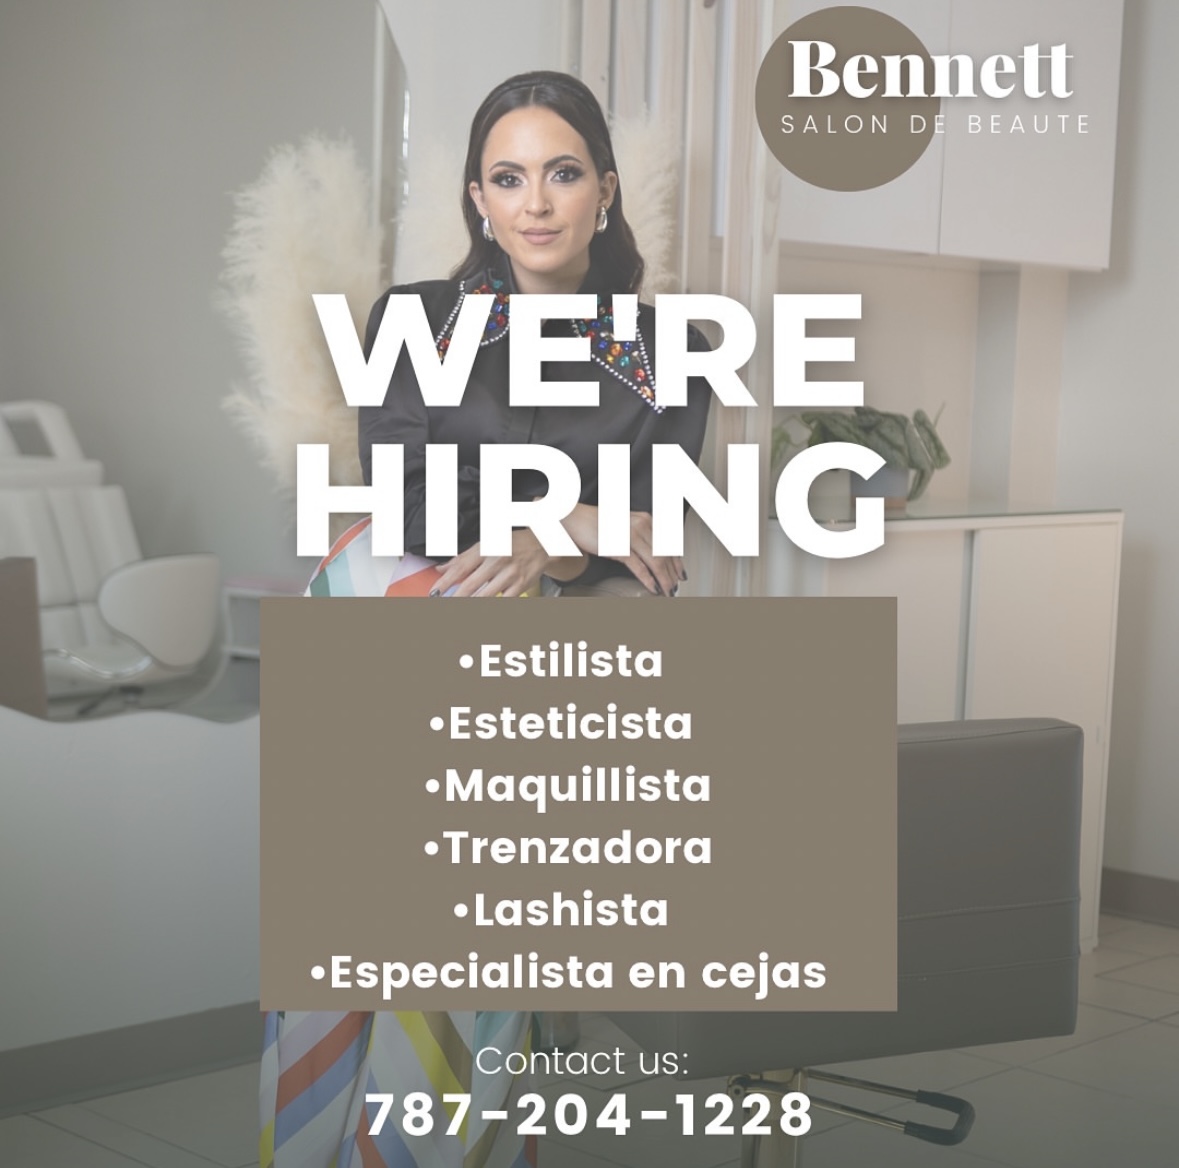 Bennett
SALON DE BEAUTE
WE'RE
HIRING
•Estilista
•Esteticista
•Maquillista
•Trenzadora
•Lashista
•Especialista en cejas
Contact us:
787-204-1228